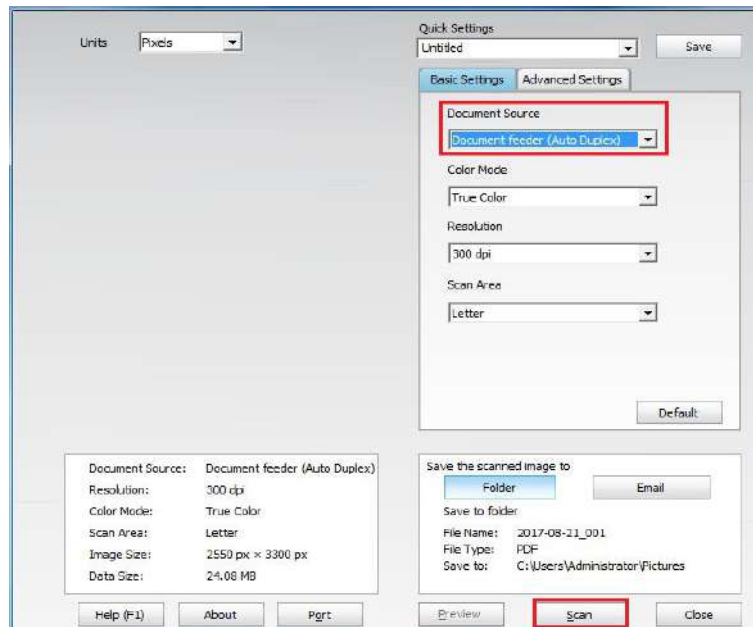 Units Pixels
Quick Settings
Untitled Save
Basic Settings Advanced Settings
Document Source
Document feeder (Auto Duplex)
Color Mode
True Color
Resolution
300 dpi
Scan Area
Letter
Default
Document Source: Document feeder (Auto Duplex)
Resolution: 300 dpi
Color Mode: True Color
Scan Area: Letter
Image Size: 2550 px × 3300 px
Data Size: 24.08 MB
Save the scanned image to
Folder Email
Save to folder
File Name: 2017-08-21_001
File Type: PDF
Save to: C:\Users\Administrator\Pictures
Help (F1) About Port Preview Scan Close